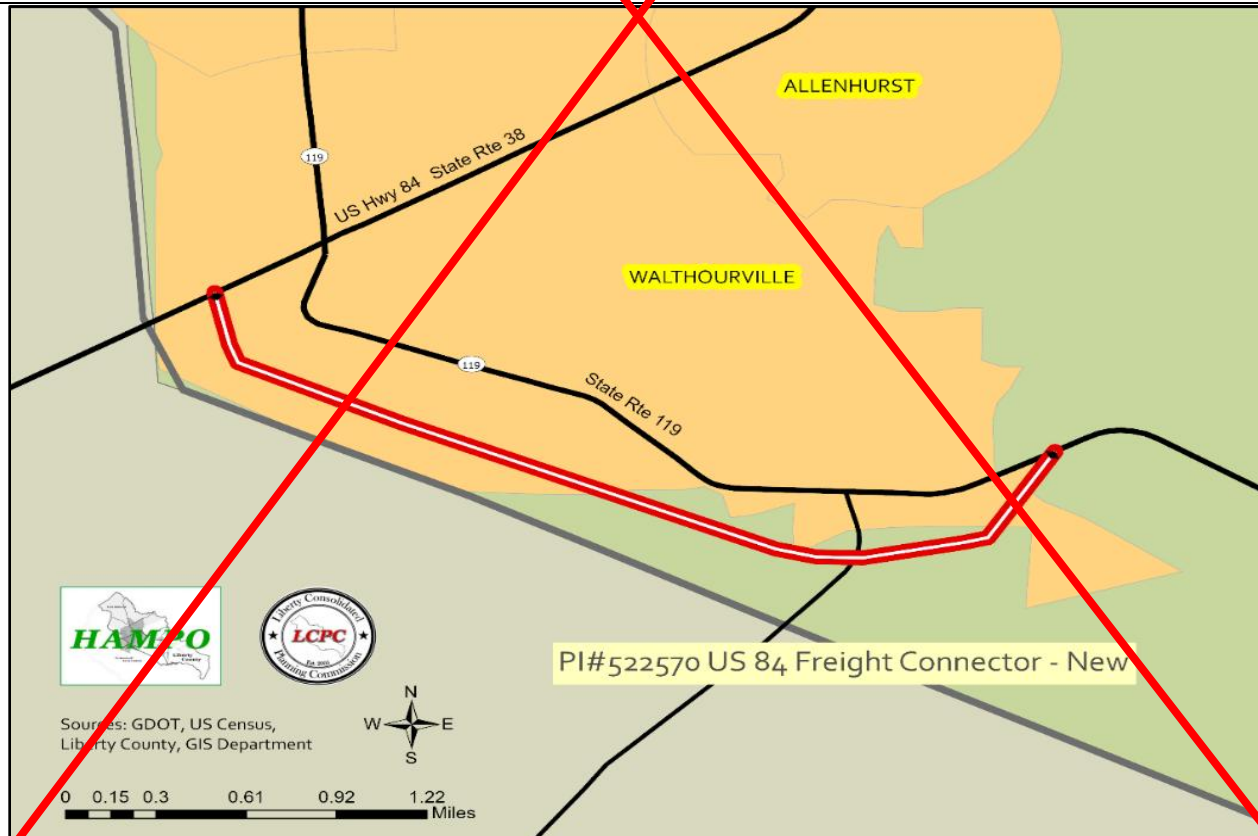 ALLENHURST
119
US Hwy 84 State Rte 38
WALTHOURVILLE
119
State Rte 119
HAMPO
Liberty
County
Liberty Consolidated
LCPC
Planning Commission
PI#522570 US 84 Freight Connector - New
Sources: GDOT, US Census,
Liberty County, GIS Department
N
W E
S
0 0.15 0.3 0.61 0.92 1.22
Miles